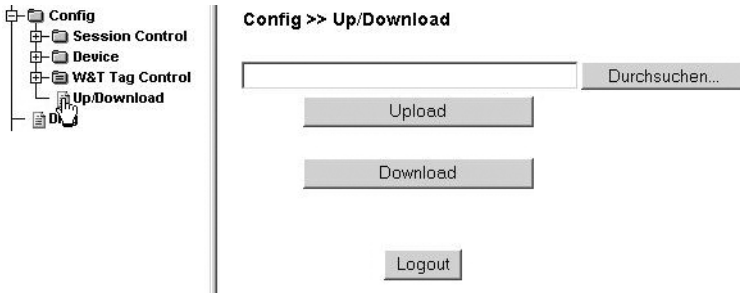 Config
Session Control
Device
W&T Tag Control
Up/Download
Config >> Up/Download
Durchsuchen...
Upload
Download
Logout